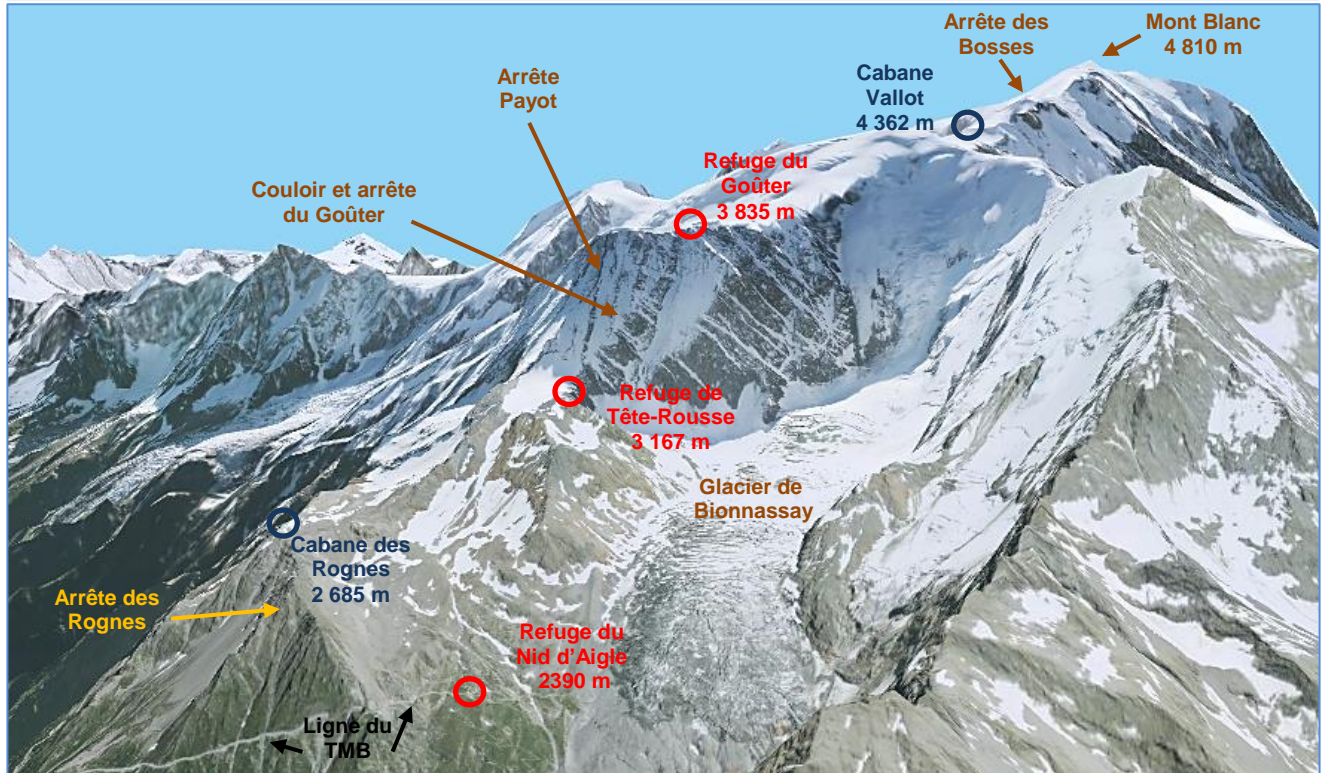 Arrête des
Bosses
Mont Blanc
4 810 m
Arrête
Payot
Cabane
Vallot
4 362 m
Refuge du
Goûter
3 835 m
Couloir et arrête
du Goûter
Refuge de
Tête-Rousse
3 167 m
Glacier de
Bionnassay
Cabane des
Rognes
2 685 m
Arrête des
Rognes
Refuge du
Nid d'Aigle
2390 m
Ligne du
TMB